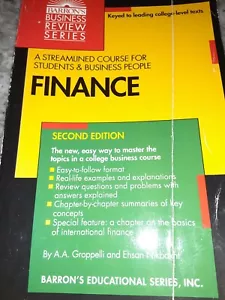 BARRON'S
BUSINESS
REVIEW
SERIES
Keyed to leading college-level texts
A STREAMLINED COURSE FOR
STUDENTS & BUSINESS PEOPLE
FINANCE
SECOND EDITION
The new, easy way to master the
topics in a college business course
■ Easy-to-follow format
■ Real-life examples and explanations
■ Review questions and problems with
answers explained
■ Chapter-by-chapter summaries of key
concepts
■ Special feature: a chapter on the basics
of international finance
By A.A. Groppelli and Ehsan
BARRON'S EDUCATIONAL SERIES, INC.